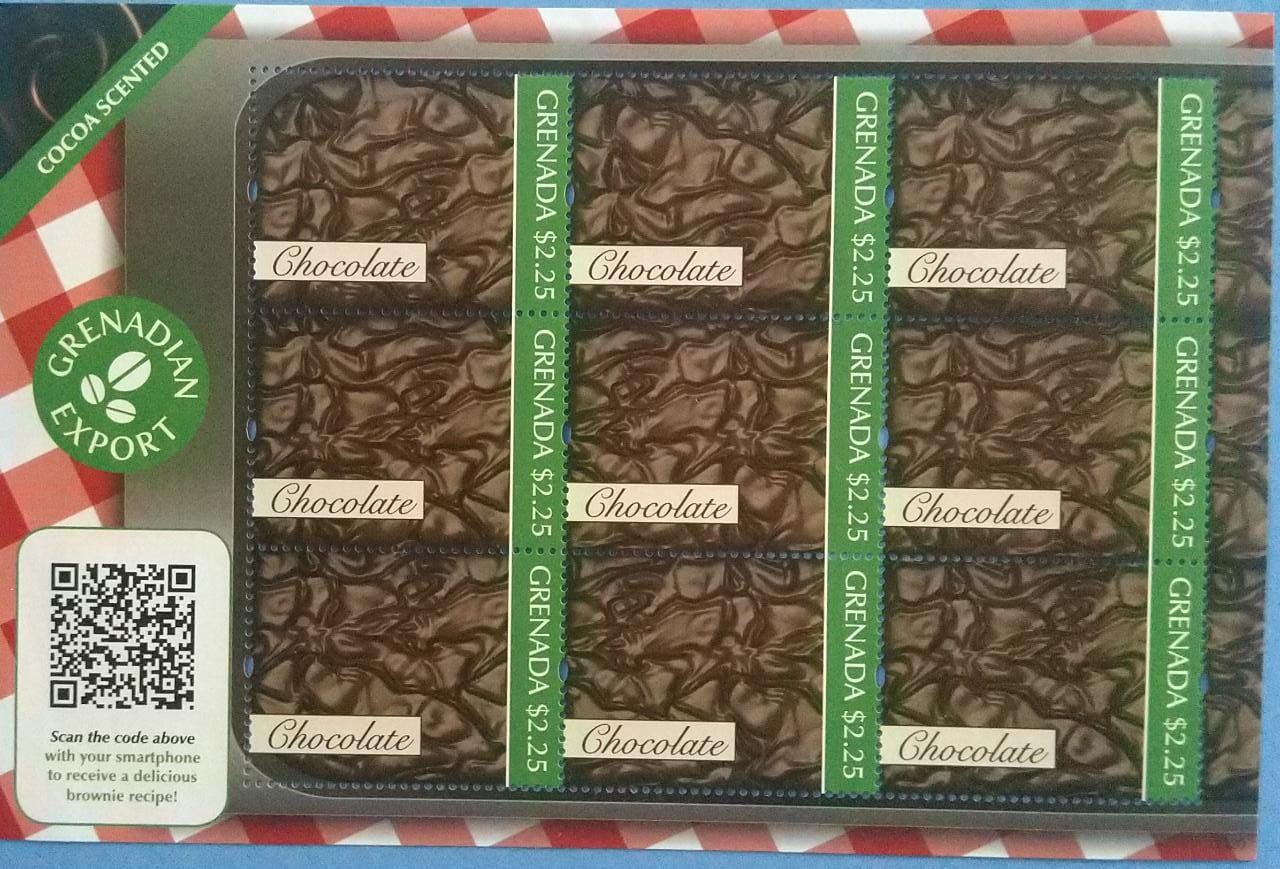 COCOA SCENTED
GRENADIAN
EXPORT
Scan the code above
with your smartphone
to receive a delicious
brownie recipe!
Chocolate
GRENADA $2.25
Chocolate
GRENADA $2.25
Chocolate
GRENADA $2.25
Chocolate
GRENADA $2.25
Chocolate
GRENADA $2.25
Chocolate
GRENADA $2.25
Chocolate
GRENADA $2.25
Chocolate
GRENADA $2.25
Chocolate
GRENADA $2.25